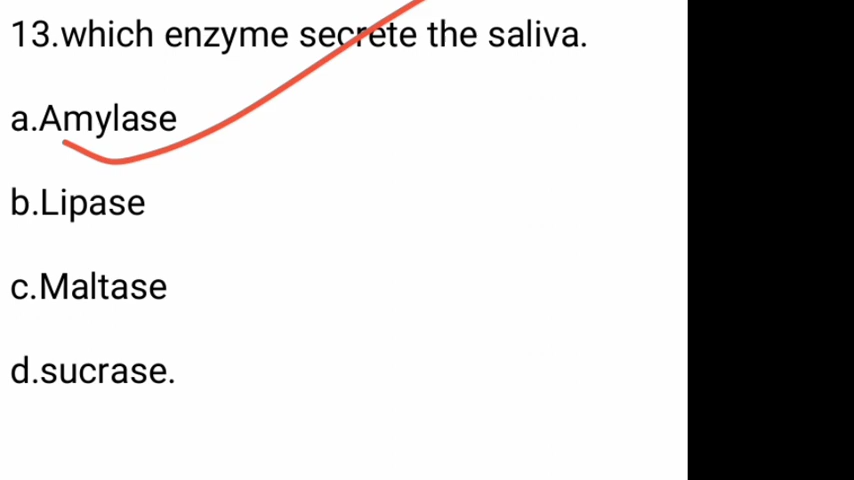 13.which enzyme secrete the saliva.
a.Amylase
b.Lipase
c.Maltase
d.sucrase.